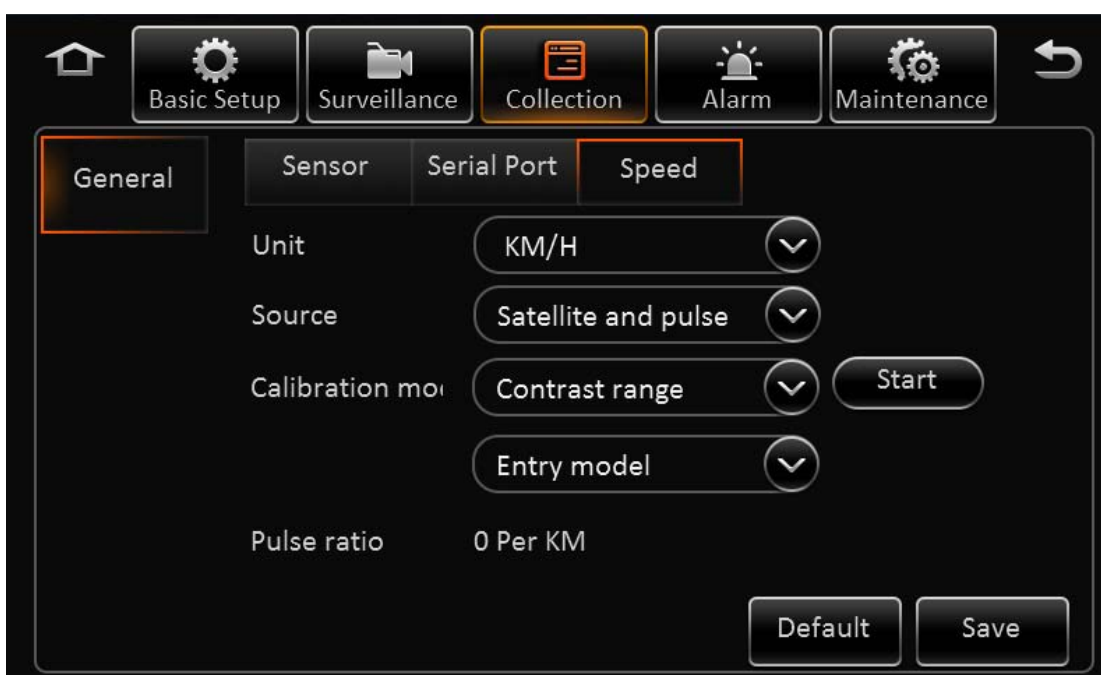 Basic Setup Surveillance Collection Alarm Maintenance
General Sensor Serial Port Speed
Unit KM/H
Source Satellite and pulse
Calibration mo Contrast range Start
Entry model
Pulse ratio 0 Per KM
Default Save